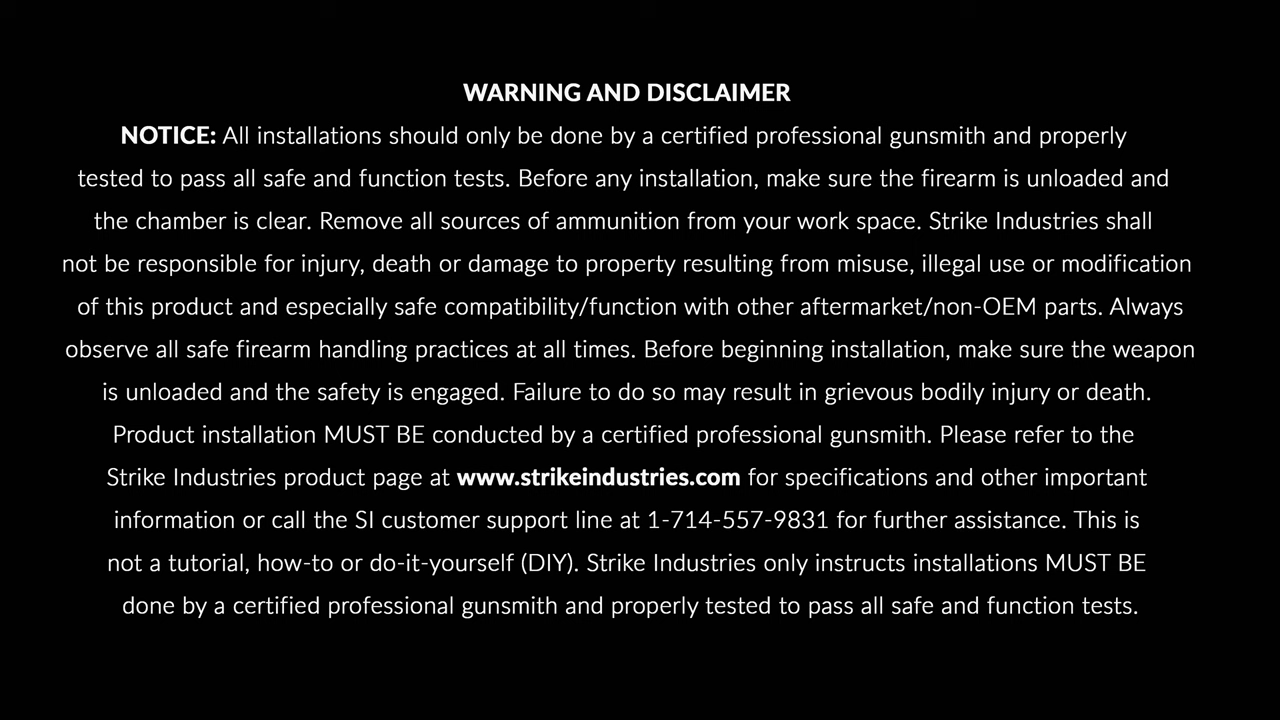 WARNING AND DISCLAIMER
NOTICE: All installations should only be done by a certified professional gunsmith and properly
tested to pass all safe and function tests. Before any installation, make sure the firearm is unloaded and
the chamber is clear. Remove all sources of ammunition from your work space. Strike Industries shall
not be responsible for injury, death or damage to property resulting from misuse, illegal use or modification
of this product and especially safe compatibility/function with other aftermarket/non-OEM parts. Always
observe all safe firearm handling practices at all times. Before beginning installation, make sure the weapon
is unloaded and the safety is engaged. Failure to do so may result in grievous bodily injury or death.
Product installation MUST BE conducted by a certified professional gunsmith. Please refer to the
Strike Industries product page at www.strikeindustries.com for specifications and other important
information or call the SI customer support line at 1-714-557-9831 for further assistance. This is
not a tutorial, how-to or do-it-yourself (DIY). Strike Industries only instructs installations MUST BE
done by a certified professional gunsmith and properly tested to pass all safe and function tests.